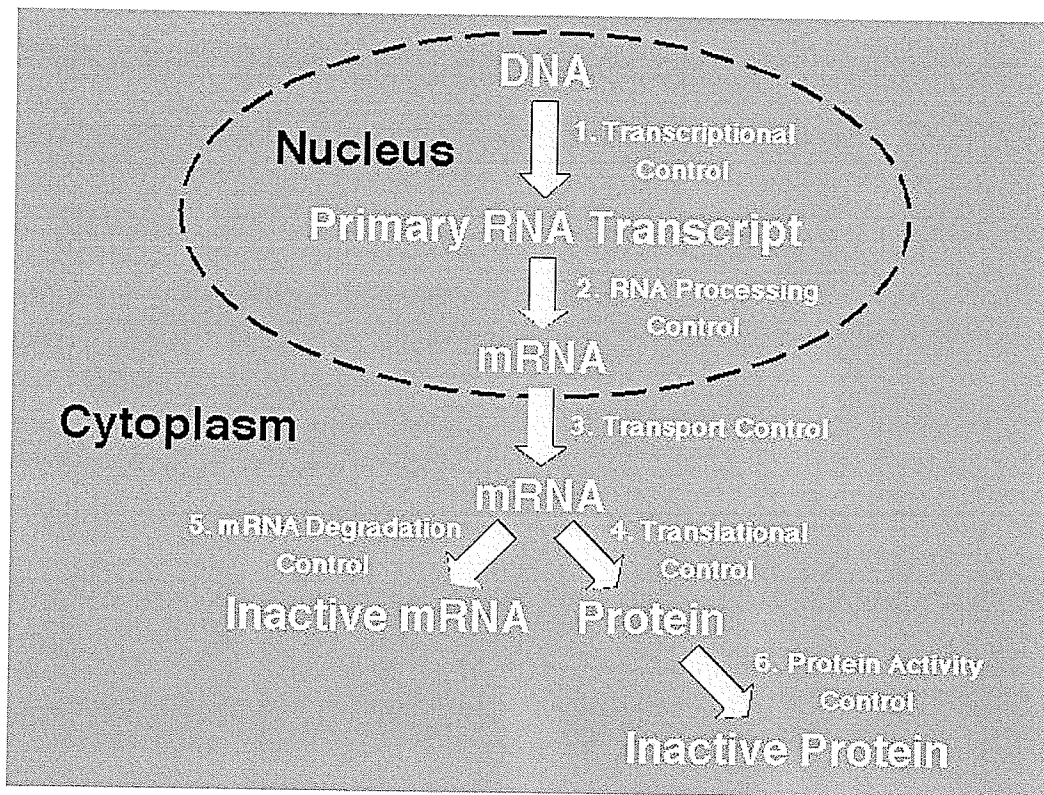 DNA
Nucleus
1. Transcriptional
Control
Primary RNA Transcript
2. RNA Processing
Control
mRNA
Cytoplasm
3. Transport Control
mRNA
5. mRNA Degradation
Control
4. Translational
Control
Inactive mRNA
Protein
6. Protein Activity
Control
Inactive Protein